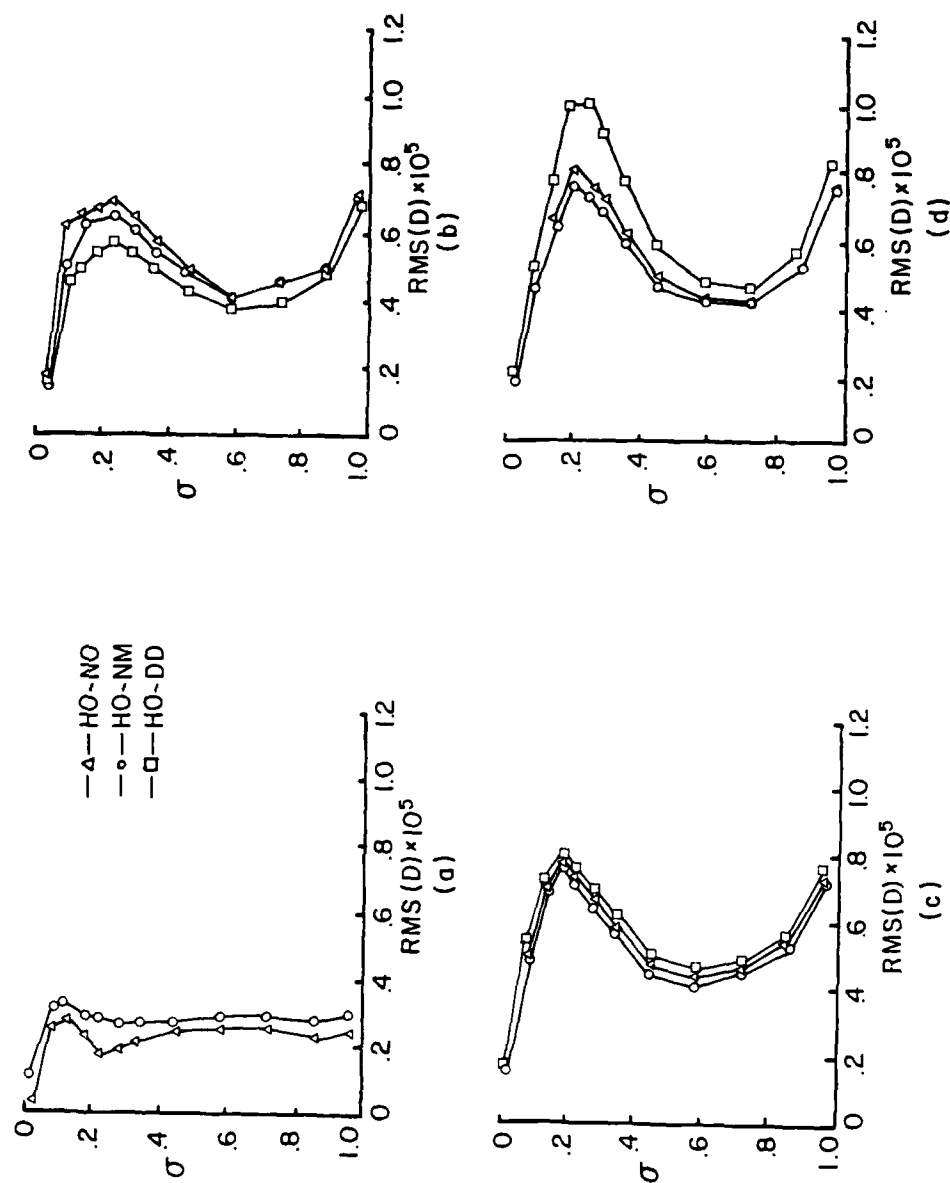 —△—HO-NO
—○—HO-NM
—□—HO-DD
0
.2
.4
.6
.8
1.0
σ
0 .2 .4 .6 .8 1.0 1.2
RMS(D)×10⁵
(a)
0
.2
.4
.6
.8
1.0
σ
0 .2 .4 .6 .8 1.0 1.2
RMS(D)×10⁵
(b)
0
.2
.4
.6
.8
1.0
σ
0 .2 .4 .6 .8 1.0 1.2
RMS(D)×10⁵
(c)
0
.2
.4
.6
.8
1.0
σ
0 .2 .4 .6 .8 1.0 1.2
RMS(D)×10⁵
(d)